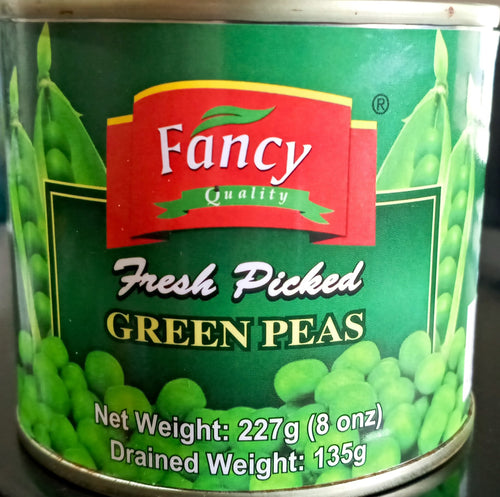 ®
Fancy
Quality
Fresh Picked
GREEN PEAS
Net Weight: 227g (8 onz)
Drained Weight: 135g